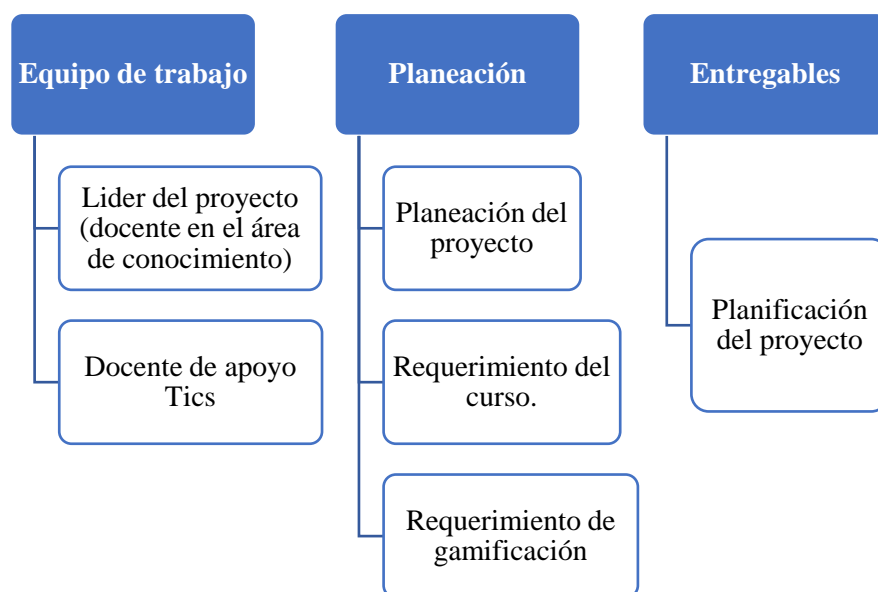 Equipo de trabajo
Lider del proyecto
(docente en el área
de conocimiento)
Docente de apoyo
Tics
Planeación
Planeación del
proyecto
Requerimiento del
curso.
Requerimiento de
gamificación
Entregables
Planificación
del proyecto